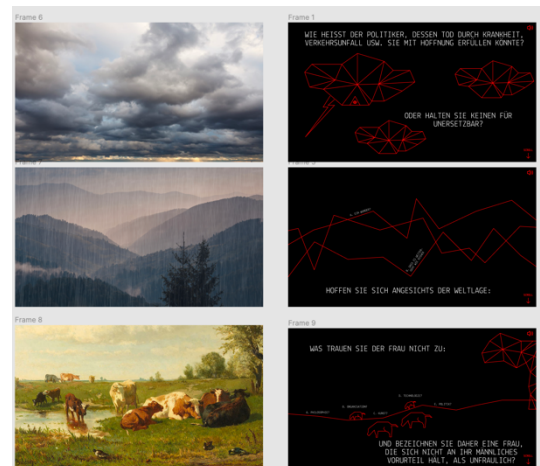 Frame 6
Frame 1
WIE HEISST DER POLITIKER, DESSEN TOD DURCH KRANKHEIT,
VERKEHRSUNFALL USW. SIE MIT HOFFNUNG ERFÜLLEN KÖNNTE?
ODER HALTEN SIE KEINEN FÜR
UNERSETZBAR?
HOFFEN SIE SICH ANGESICHTS DER WELTLAGE:
Frame 8
Frame 9
WAS TRAUEN SIE DER FRAU NICHT ZU:
UND BEZEICHNEN SIE DAHER EINE FRAU,
DIE SICH NICHT AN IHR MÄNNLICHES
VORURTEIL HÄLT, ALS UNFRAULICH?